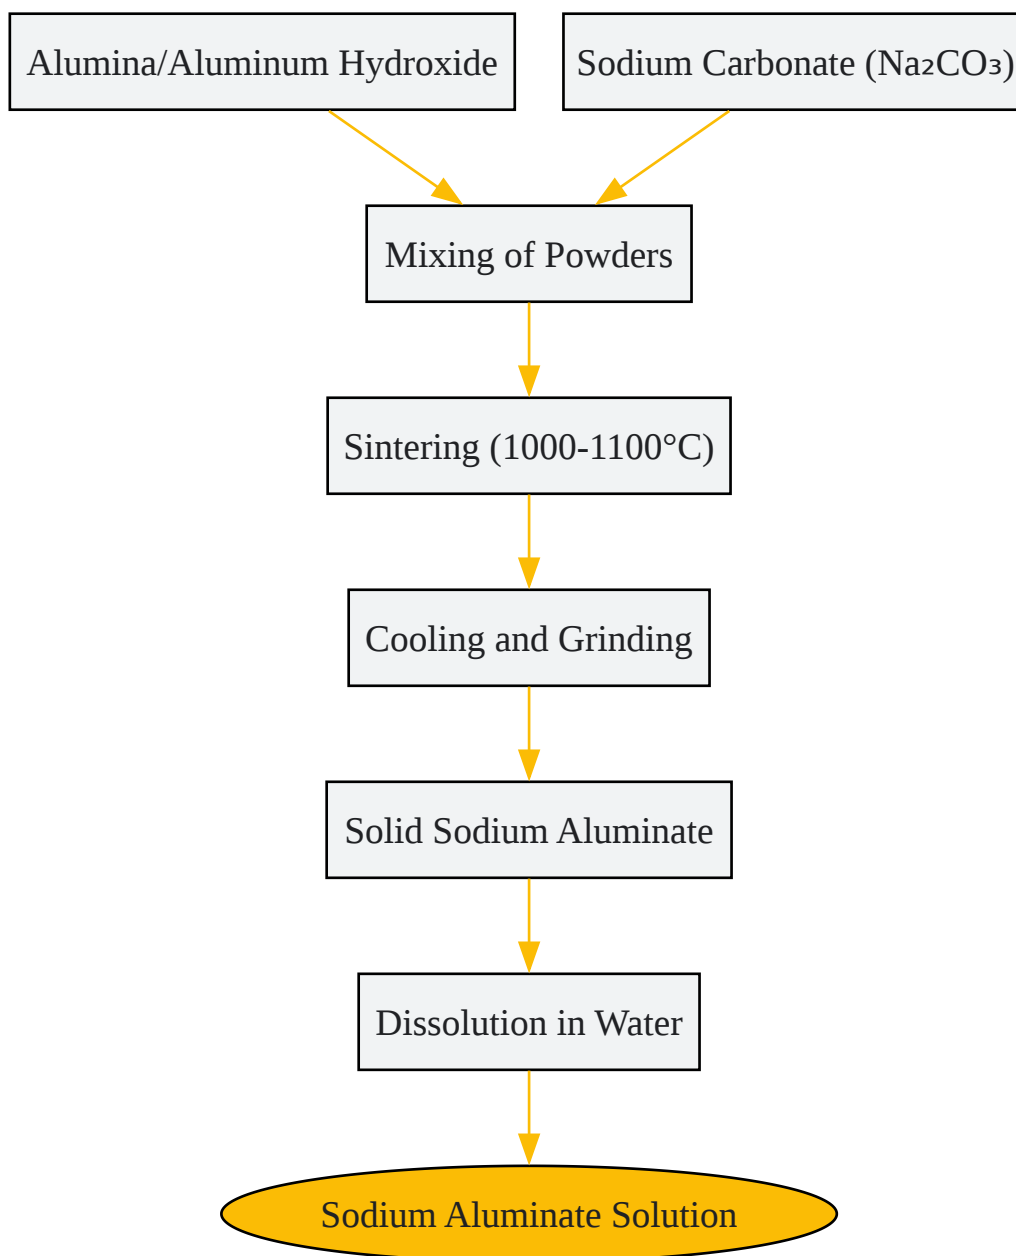 Alumina/Aluminum Hydroxide
Sodium Carbonate (Na₂CO₃)
Mixing of Powders
Sintering (1000-1100°C)
Cooling and Grinding
Solid Sodium Aluminate
Dissolution in Water
Sodium Aluminate Solution